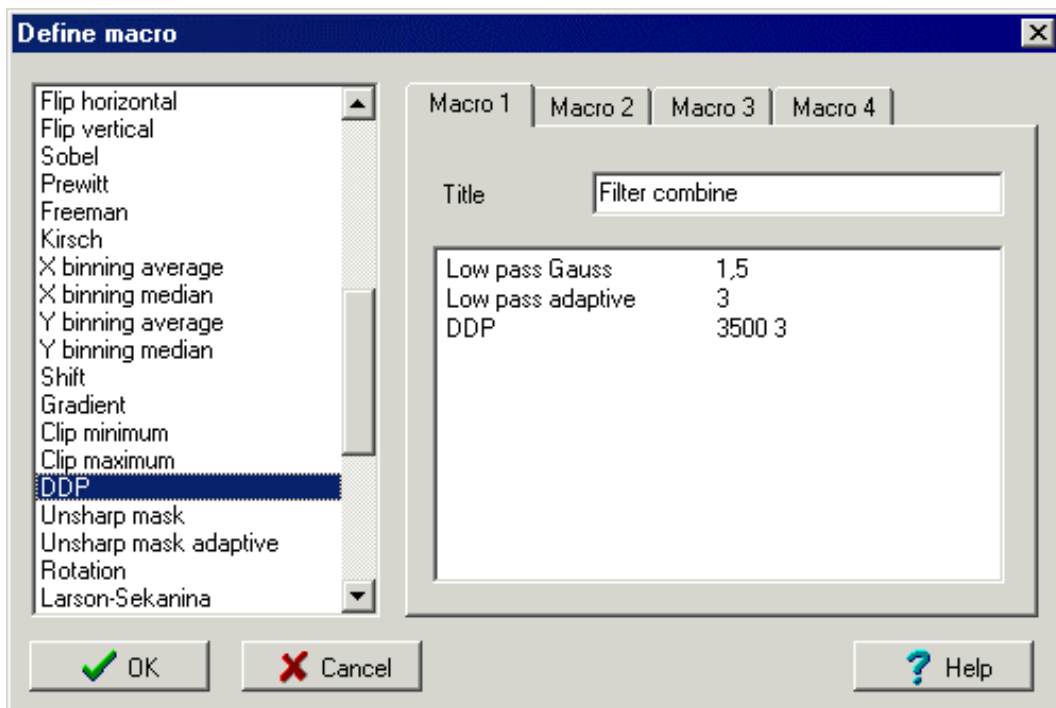 Define macro
Flip horizontal
Flip vertical
Sobel
Prewitt
Freeman
Kirsch
X binning average
X binning median
Y binning average
Y binning median
Shift
Gradient
Clip minimum
Clip maximum
DDP
Unsharp mask
Unsharp mask adaptive
Rotation
Larson-Sekanina
Macro 1 Macro 2 Macro 3 Macro 4
Title Filter combine
Low pass Gauss 1,5
Low pass adaptive 3
DDP 3500 3
OK Cancel Help